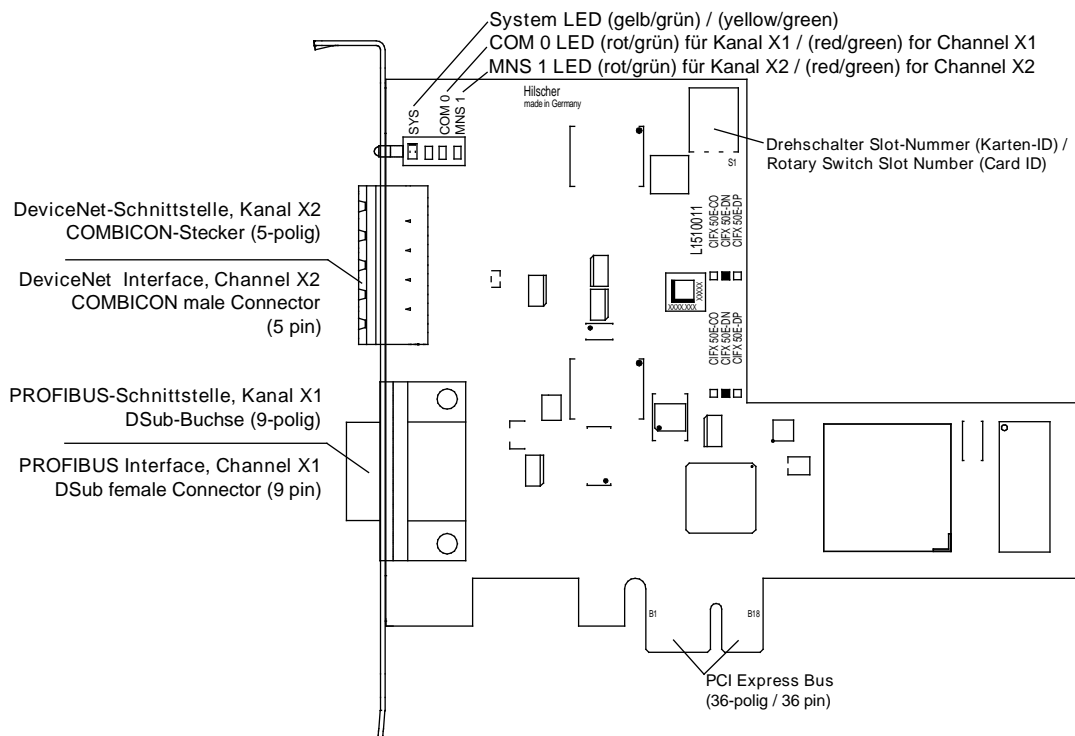 System LED (gelb/grün) / (yellow/green)
COM 0 LED (rot/grün) für Kanal X1 / (red/green) for Channel X1
MNS 1 LED (rot/grün) für Kanal X2 / (red/green) for Channel X2
SYS
COM 0
MNS 1
Hilscher
made in Germany
Drehschalter Slot-Nummer (Karten-ID) /
Rotary Switch Slot Number (Card ID)
S1
DeviceNet-Schnittstelle, Kanal X2
COMBICON-Stecker (5-polig)
DeviceNet Interface, Channel X2
COMBICON male Connector
(5 pin)
L1510011
CIFX 50E-CO
CIFX 50E-DN
CIFX 50E-DP
XXXXX
XXXX XXX
CIFX 50E-CO
CIFX 50E-DN
CIFX 50E-DP
PROFIBUS-Schnittstelle, Kanal X1
DSub-Buchse (9-polig)
PROFIBUS Interface, Channel X1
DSub female Connector (9 pin)
B1
B18
PCI Express Bus
(36-polig / 36 pin)